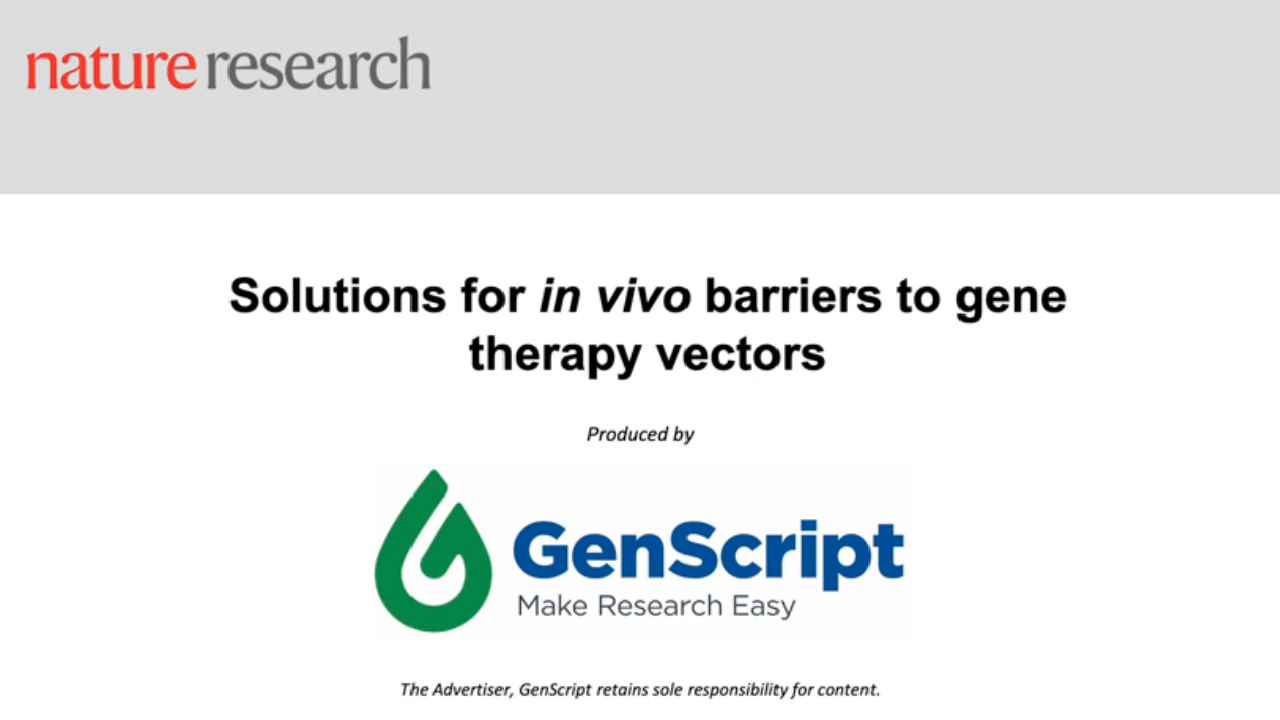 nature research
Solutions for in vivo barriers to gene
therapy vectors
Produced by
GenScript
Make Research Easy
The Advertiser, GenScript retains sole responsibility for content.